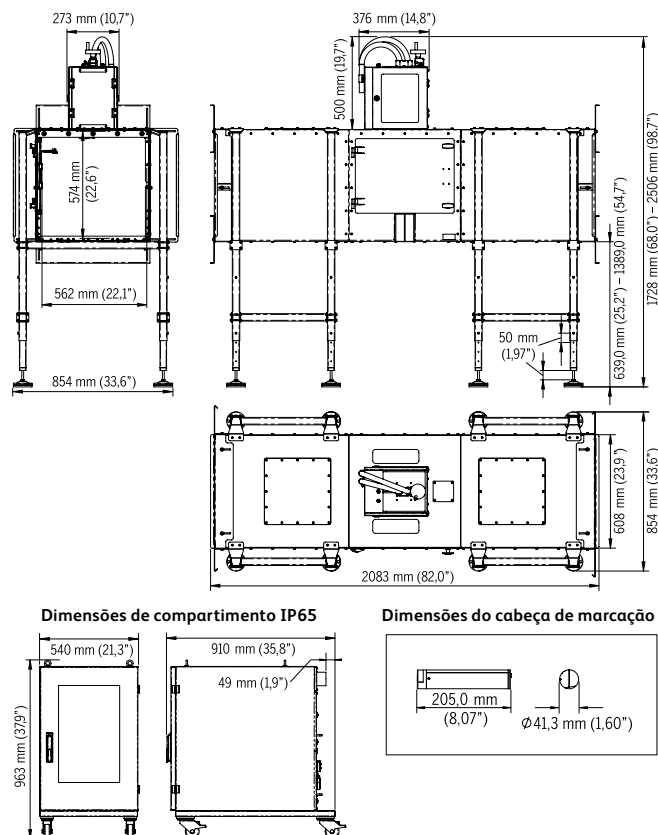 273 mm (10,7”)
376 mm (14,8”)
500 mm
(19,7”)
574 mm
(22,6”)
562 mm (22,1”)
854 mm (33,6”)
50 mm
(1,97”)
639,0 mm (25,2”) – 1389,0 mm (54,7”)
1728 mm (68,0”) – 2506 mm (98,7”)
608 mm (23,9”)
854 mm (33.6”)
2083 mm (82,0”)
Dimensões de compartimento IP65
540 mm (21,3”)
910 mm (35,8”)
49 mm (1,9”)
963 mm (37,9”)
Dimensões do cabeça de marcação
205,0 mm
(8,07”)
Ø41,3 mm (1,60”)